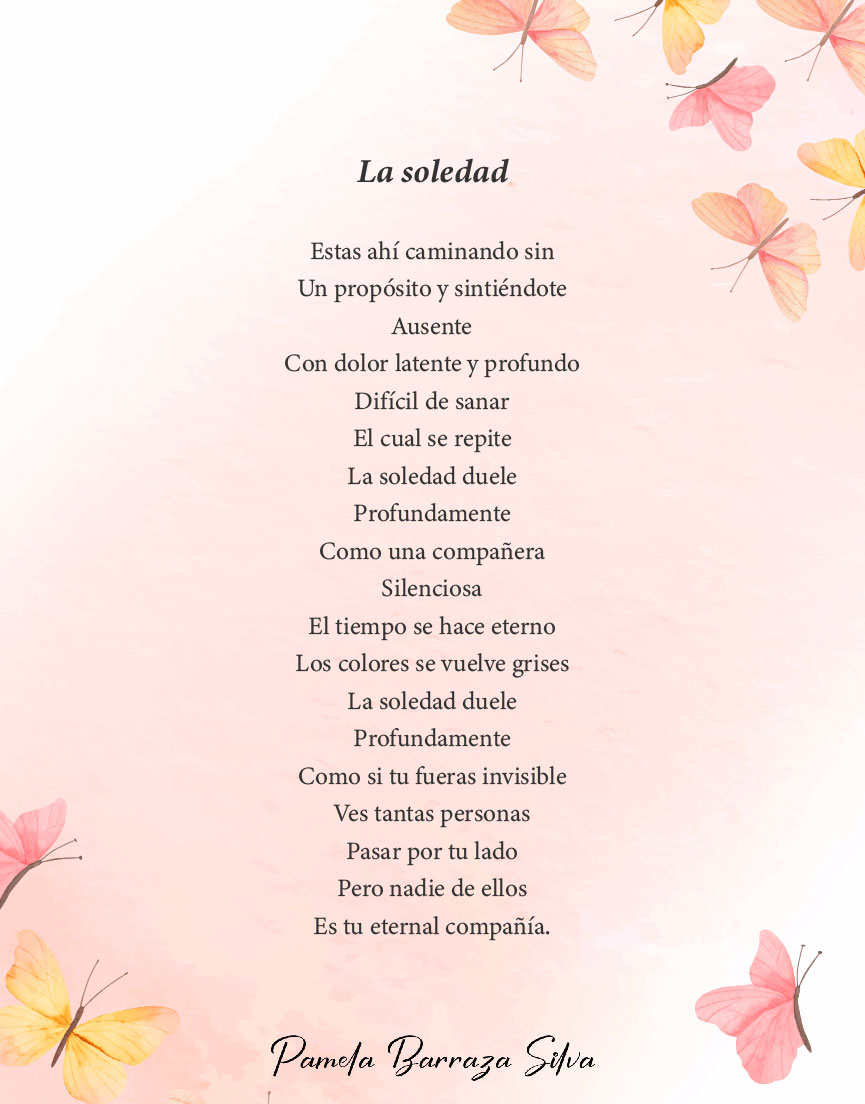 La soledad
Estas ahí caminando sin
Un propósito y sintiéndote
Ausente
Con dolor latente y profundo
Difícil de sanar
El cual se repite
La soledad duele
Profundamente
Como una compañera
Silenciosa
El tiempo se hace eterno
Los colores se vuelve grises
La soledad duele
Profundamente
Como si tu fueras invisible
Ves tantas personas
Pasar por tu lado
Pero nadie de ellos
Es tu eternal compañía.
Pamela Barraza Silva